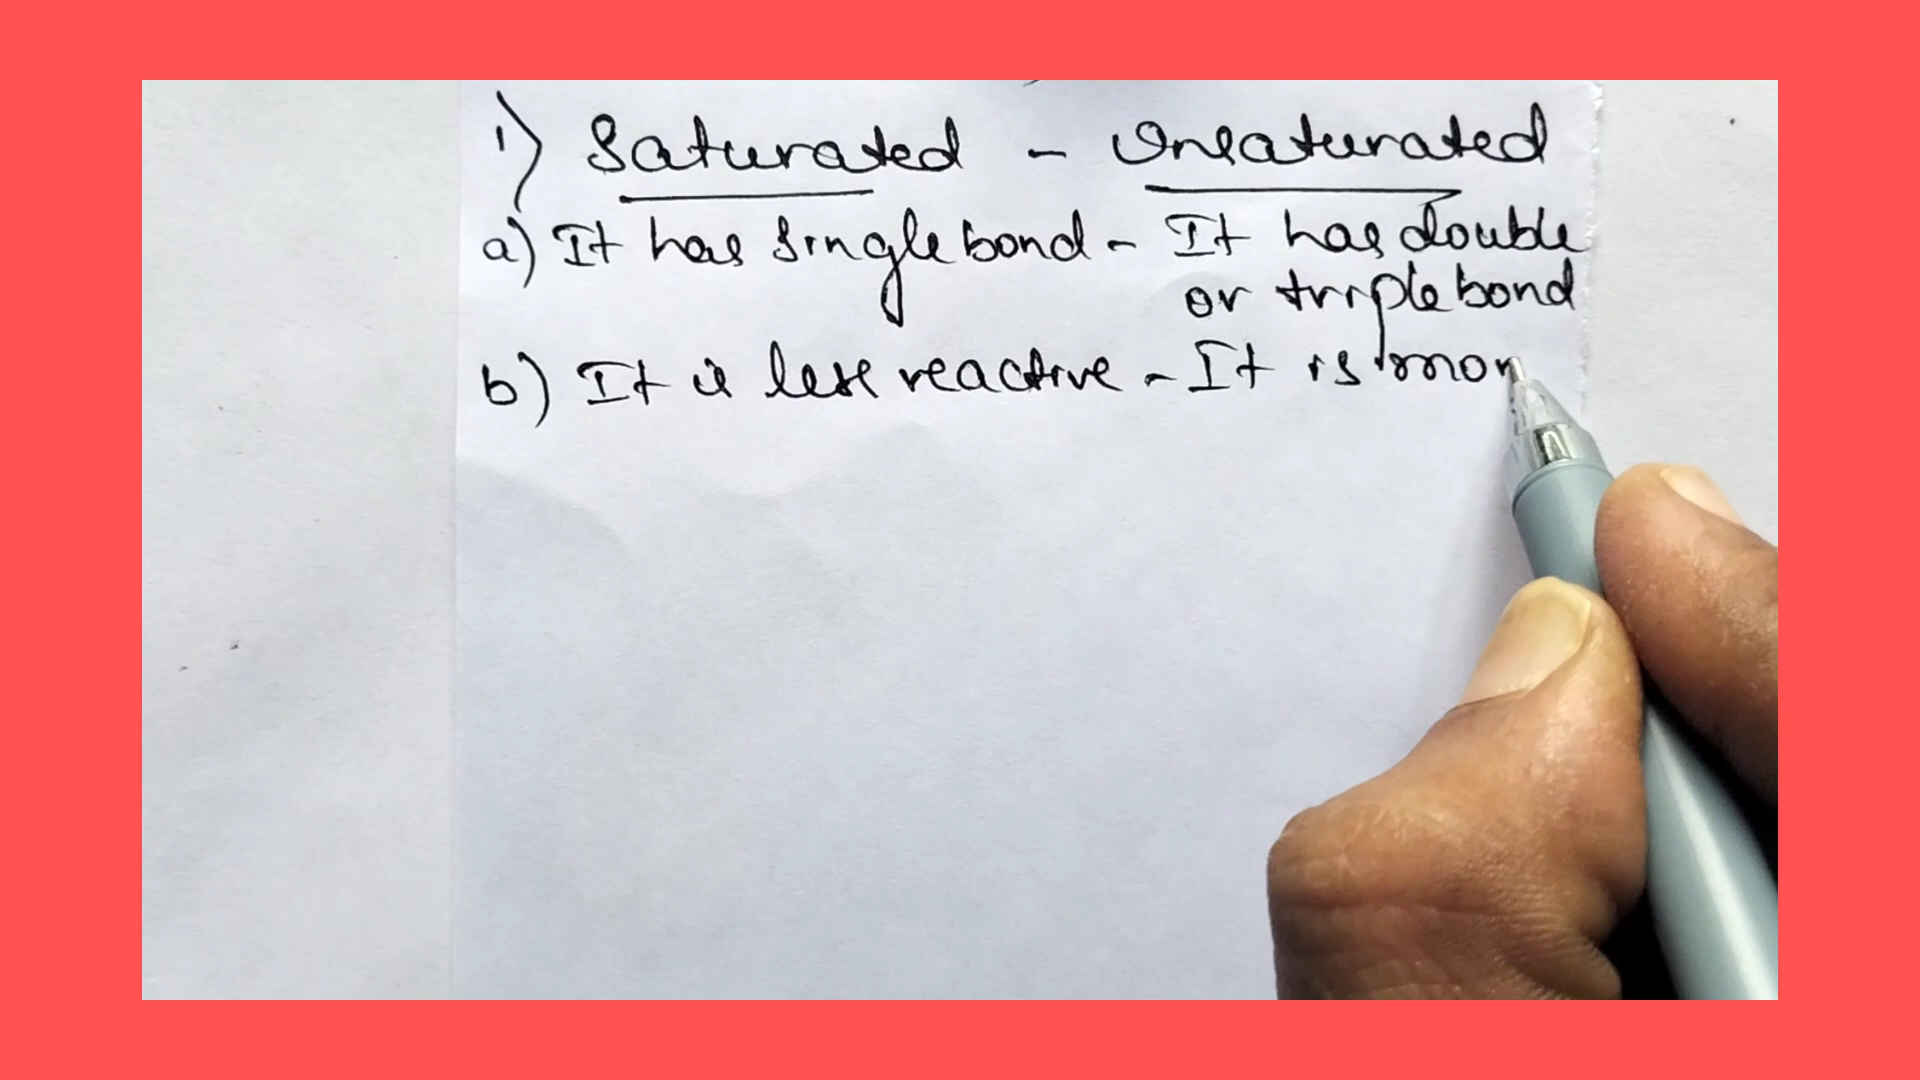 1) Saturated - Unsaturated
a) It has single bond - It has double
or triple bond
b) It is less reactive - It is mor